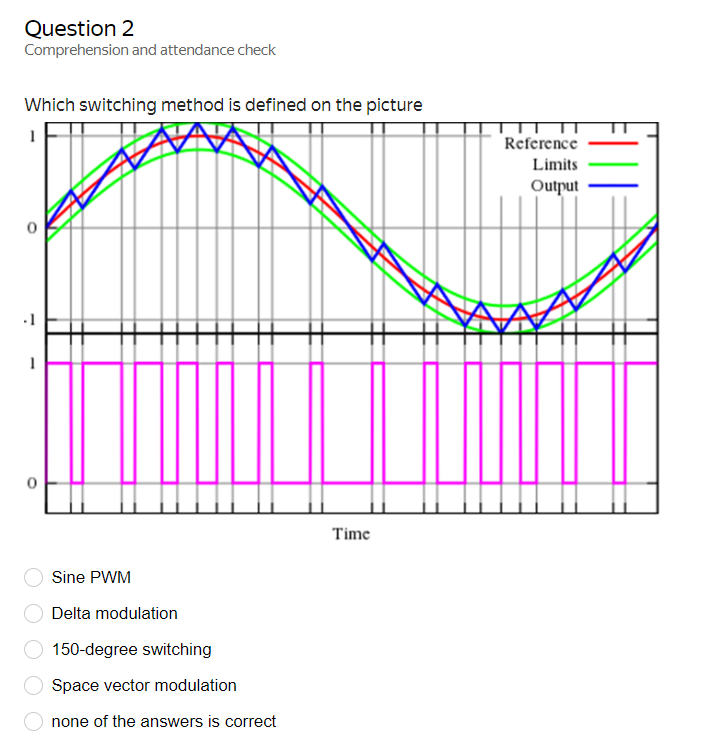 Question 2
Comprehension and attendance check
Which switching method is defined on the picture
1
Reference
Limits
Output
0
-1
1
0
Time
Sine PWM
Delta modulation
150-degree switching
Space vector modulation
none of the answers is correct